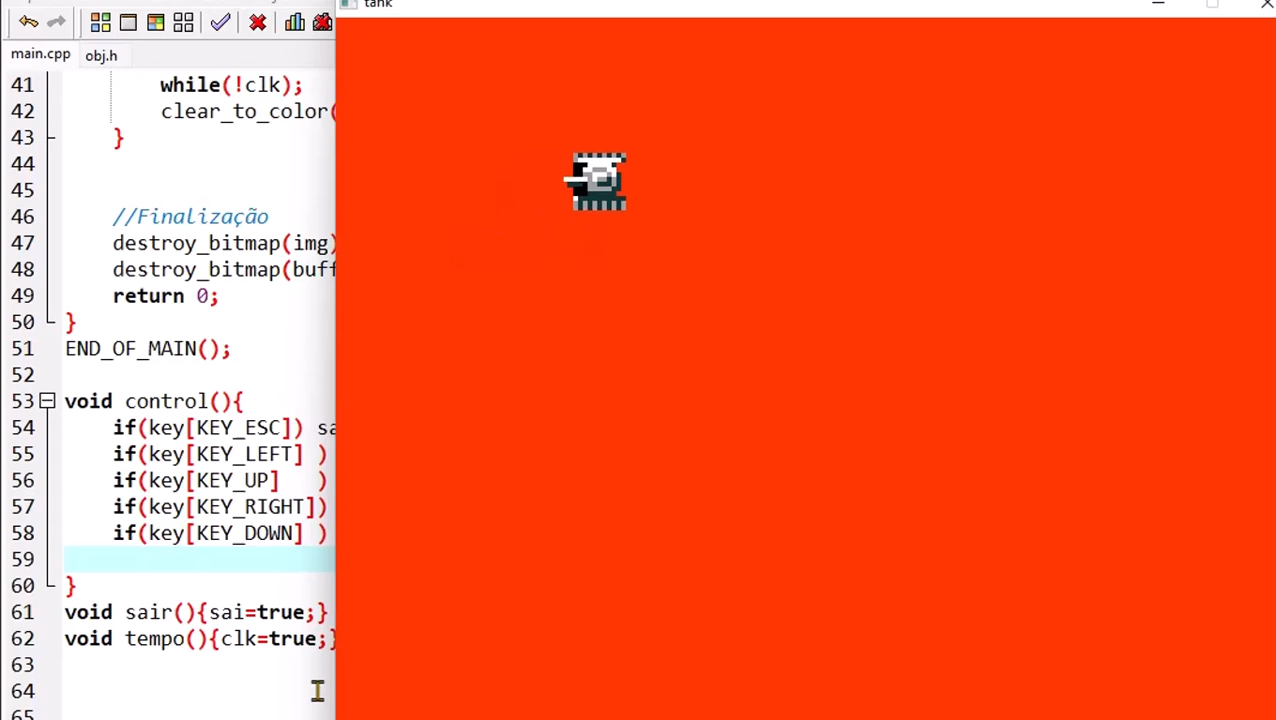 tank
main.cpp obj.h
41 while(!clk);
42 clear_to_color(
43 }
44
45
46 //Finalização
47 destroy_bitmap(img)
48 destroy_bitmap(buff
49 return 0;
50 }
51 END_OF_MAIN();
52
53 void control(){
54 if(key[KEY_ESC]) sa
55 if(key[KEY_LEFT] )
56 if(key[KEY_UP] )
57 if(key[KEY_RIGHT])
58 if(key[KEY_DOWN] )
59
60 }
61 void sair(){sai=true;}
62 void tempo(){clk=true;}
63
64
65